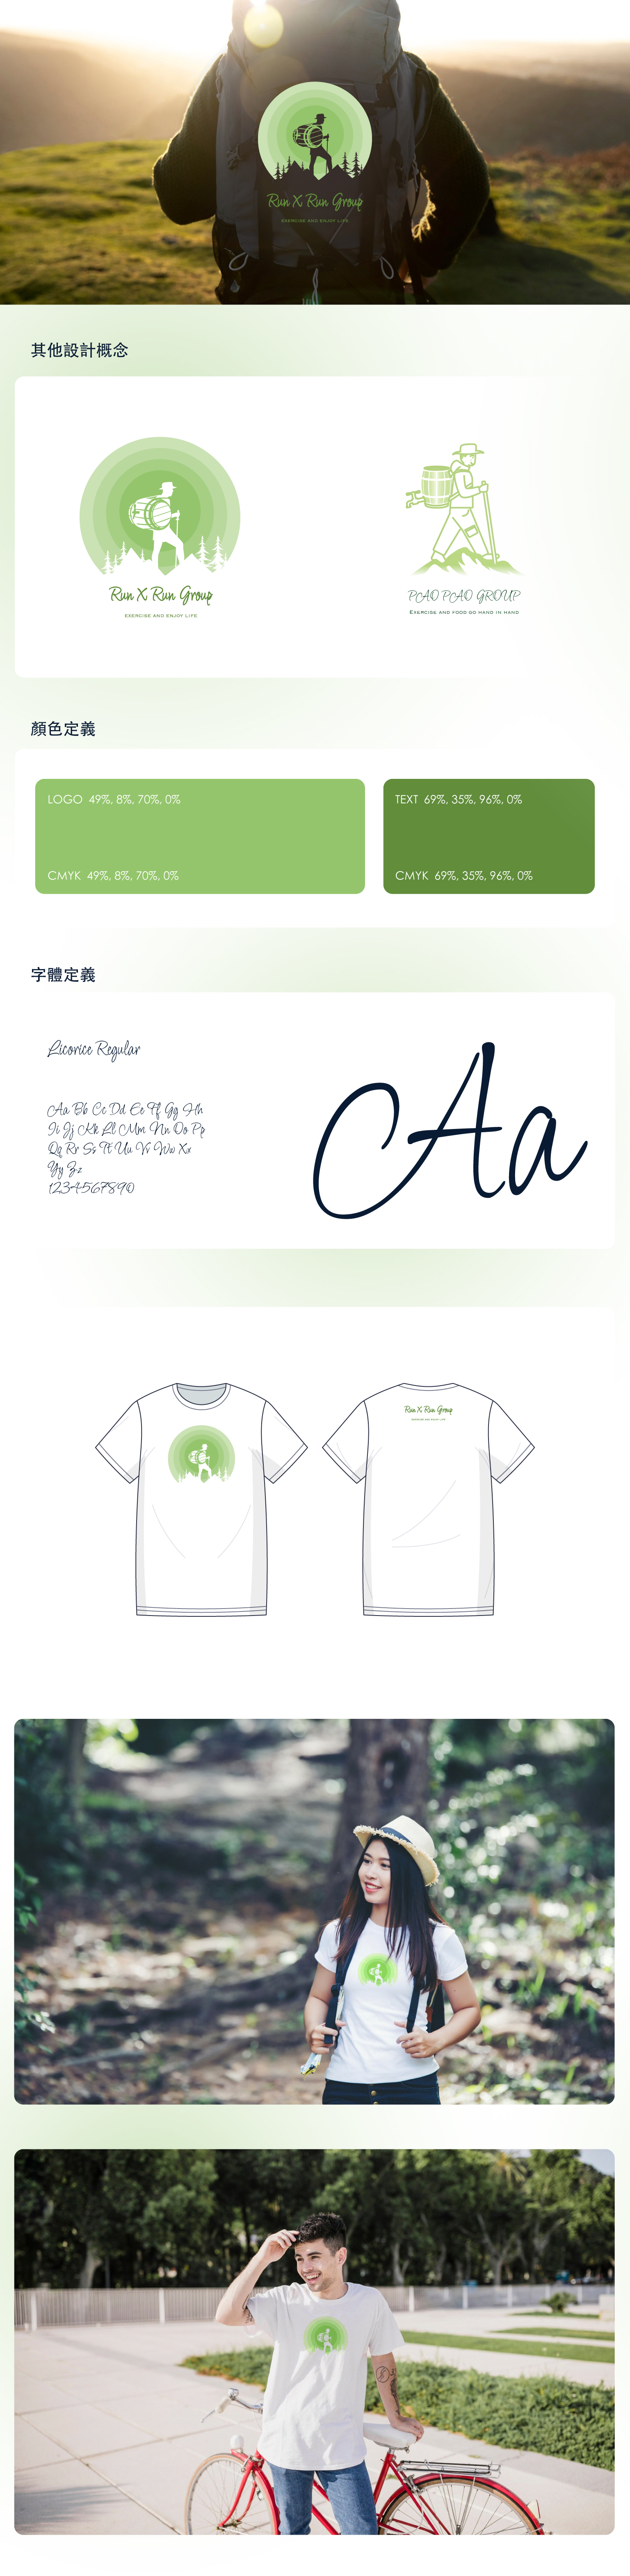 Run X Run Group
EXERCISE AND ENJOY LIFE
其他設計概念
Run X Run Group
EXERCISE AND ENJOY LIFE
PCAO PCAO GROUP
EXERCISE AND FOOD GO HAND IN HAND
顏色定義
LOGO 49%, 8%, 70%, 0%
CMYK 49%, 8%, 70%, 0%
TEXT 69%, 35%, 96%, 0%
CMYK 69%, 35%, 96%, 0%
字體定義
Licorice Regular
Aa Bb Cc Dd Ee Ff Gg Hh
Ii Jj Kk Ll Mm Nn Oo Pp
Qq Rr Ss Tt Uu Vv Ww Xx
Yy Zz
1234567890
Aa
Run X Run Group
EXERCISE AND ENJOY LIFE